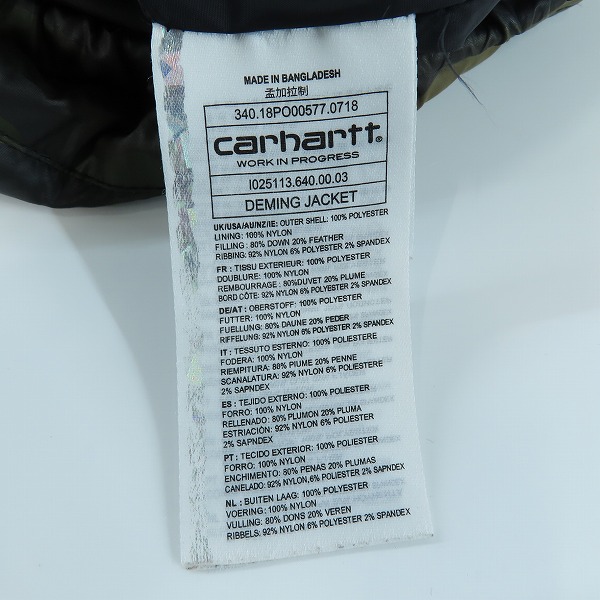 MADE IN BANGLADESH
孟加拉制
340.18PO00577.0718
carhartt®
WORK IN PROGRESS
I025113.640.00.03
DEMING JACKET
UK/USA/AU/NZ/IE: OUTER SHELL: 100% POLYESTER
LINING: 100% NYLON
FILLING : 80% DOWN 20% FEATHER
RIBBING: 92% NYLON 6% POLYESTER 2% SPANDEX
FR : TISSU EXTERIEUR: 100% POLYESTER
DOUBLURE: 100% NYLON
REMBOURRAGE : 80%DUVET 20% PLUME
BORD CÔTE: 92% NYLON 6% POLYESTER 2% SPANDEX
DE/AT : OBERSTOFF: 100% POLYESTER
FUTTER: 100% NYLON
FUELLUNG: 80% DAUNE 20% FEDER
RIFFELUNG: 92% NYLON 6% POLYESTER 2% SPANDEX
IT : TESSUTO ESTERNO: 100% POLIESTERE
FODERA: 100% NYLON
RIEMPITURA: 88% PIUME 20% PENNE
SCANALATURA: 92% NYLON 6% POLIESTERE
2% SAPNDEX
ES : TEJIDO EXTERNO: 100% POLIESTER
FORRO: 100% NYLON
RELLENADO: 80% PLUMON 20% PLUMA
ESTRIACIÓN: 92% NYLON 6% POLIESTER
2% SAPNDEX
PT : TECIDO EXTERIOR: 100% POLIESTER
FORRO: 100% NYLON
ENCHIMENTO: 80% PENAS 20% PLUMAS
CANELADO: 92% NYLON,6% POLIESTER 2% SPANDEX
NL : BUITEN LAAG: 100% POLYESTER
VOERING: 100% NYLON
VULLING: 80% DONS 20% VEREN
RIBBELS: 92% NYLON 6% POLYESTER 2% SPANDEX